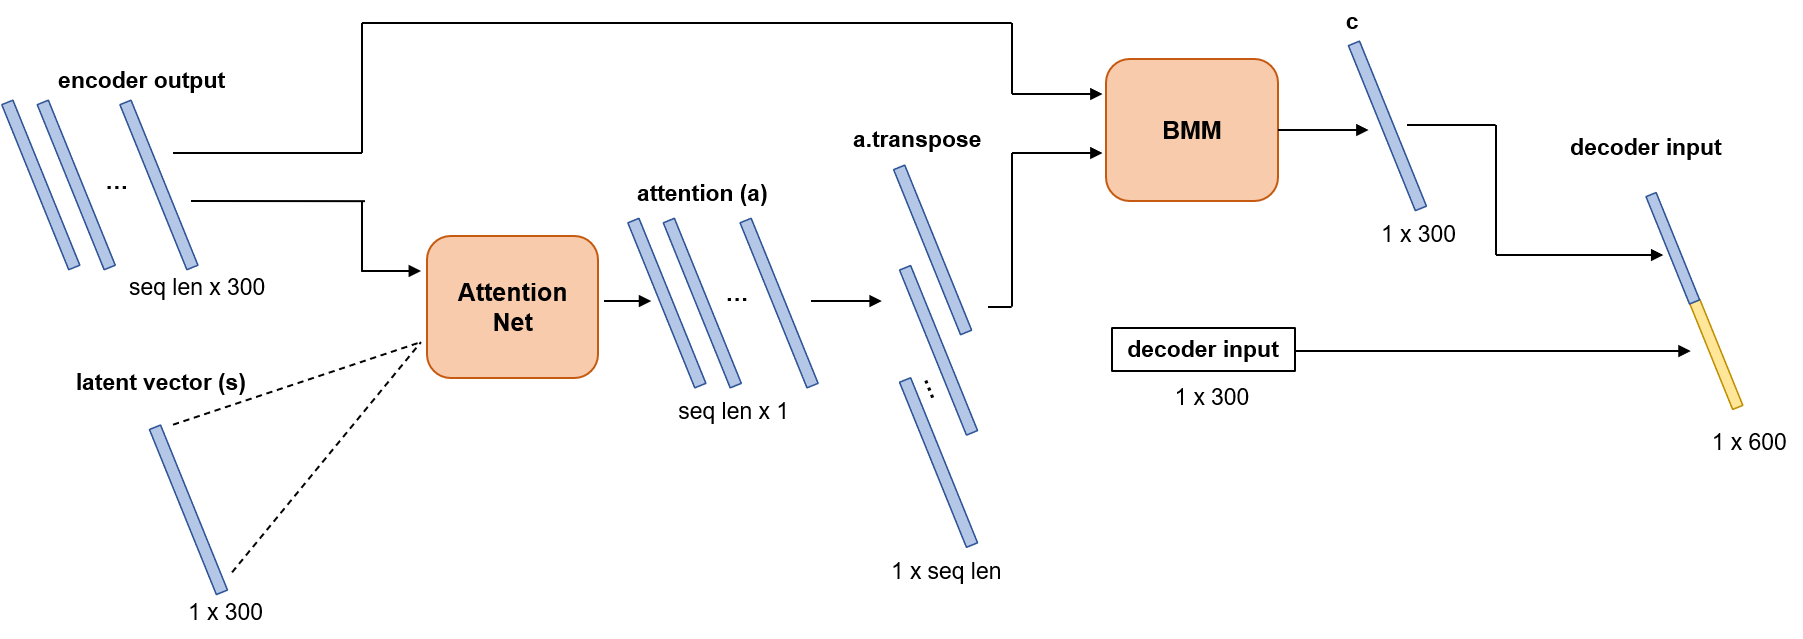 c
encoder output
...
seq len x 300
latent vector (s)
1 x 300
Attention
Net
attention (a)
...
seq len x 1
a.transpose
...
1 x seq len
BMM
1 x 300
decoder input
1 x 300
decoder input
1 x 600